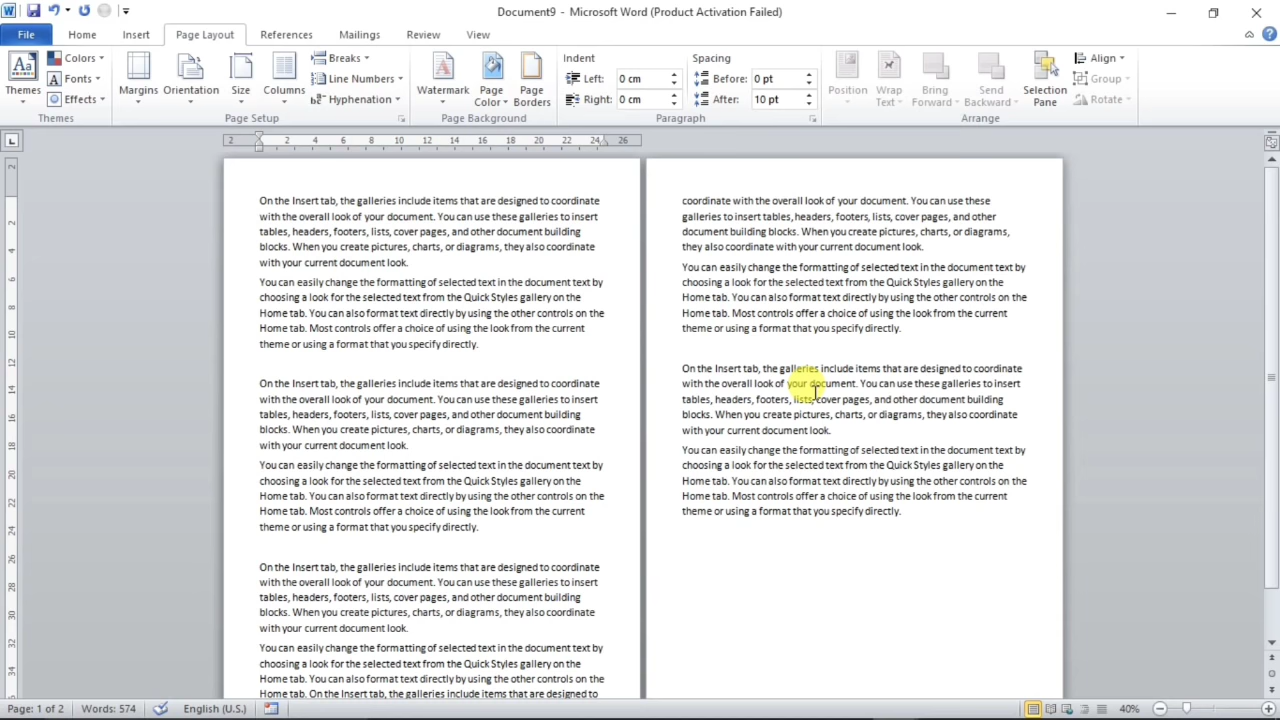 Document9 - Microsoft Word (Product Activation Failed)
File Home Insert Page Layout References Mailings Review View
Themes
Colors
Fonts
Effects
Themes
Margins
Orientation
Size
Columns
Breaks
Line Numbers
Hyphenation
Page Setup
Watermark
Page Color
Page Borders
Page Background
Indent
Left: 0 cm
Right: 0 cm
Spacing
Before: 0 pt
After: 10 pt
Paragraph
Position
Wrap Text
Bring Forward
Send Backward
Selection Pane
Align
Group
Rotate
Arrange
2 2 4 6 8 10 12 14 16 18 20 22 24 26
2
2
4
6
8
10
12
14
16
18
20
22
24
26
28
30
32
34
On the Insert tab, the galleries include items that are designed to coordinate
with the overall look of your document. You can use these galleries to insert
tables, headers, footers, lists, cover pages, and other document building
blocks. When you create pictures, charts, or diagrams, they also coordinate
with your current document look.
You can easily change the formatting of selected text in the document text by
choosing a look for the selected text from the Quick Styles gallery on the
Home tab. You can also format text directly by using the other controls on the
Home tab. Most controls offer a choice of using the look from the current
theme or using a format that you specify directly.
On the Insert tab, the galleries include items that are designed to coordinate
with the overall look of your document. You can use these galleries to insert
tables, headers, footers, lists, cover pages, and other document building
blocks. When you create pictures, charts, or diagrams, they also coordinate
with your current document look.
You can easily change the formatting of selected text in the document text by
choosing a look for the selected text from the Quick Styles gallery on the
Home tab. You can also format text directly by using the other controls on the
Home tab. Most controls offer a choice of using the look from the current
theme or using a format that you specify directly.
On the Insert tab, the galleries include items that are designed to coordinate
with the overall look of your document. You can use these galleries to insert
tables, headers, footers, lists, cover pages, and other document building
blocks. When you create pictures, charts, or diagrams, they also coordinate
with your current document look.
You can easily change the formatting of selected text in the document text by
choosing a look for the selected text from the Quick Styles gallery on the
Home tab. You can also format text directly by using the other controls on the
Home tab. On the Insert tab, the galleries include items that are designed to
coordinate with the overall look of your document. You can use these
galleries to insert tables, headers, footers, lists, cover pages, and other
document building blocks. When you create pictures, charts, or diagrams,
they also coordinate with your current document look.
You can easily change the formatting of selected text in the document text by
choosing a look for the selected text from the Quick Styles gallery on the
Home tab. You can also format text directly by using the other controls on the
Home tab. Most controls offer a choice of using the look from the current
theme or using a format that you specify directly.
On the Insert tab, the galleries include items that are designed to coordinate
with the overall look of your document. You can use these galleries to insert
tables, headers, footers, lists, cover pages, and other document building
blocks. When you create pictures, charts, or diagrams, they also coordinate
with your current document look.
You can easily change the formatting of selected text in the document text by
choosing a look for the selected text from the Quick Styles gallery on the
Home tab. You can also format text directly by using the other controls on the
Home tab. Most controls offer a choice of using the look from the current
theme or using a format that you specify directly.
Page: 1 of 2 Words: 574 English (U.S.) 40%